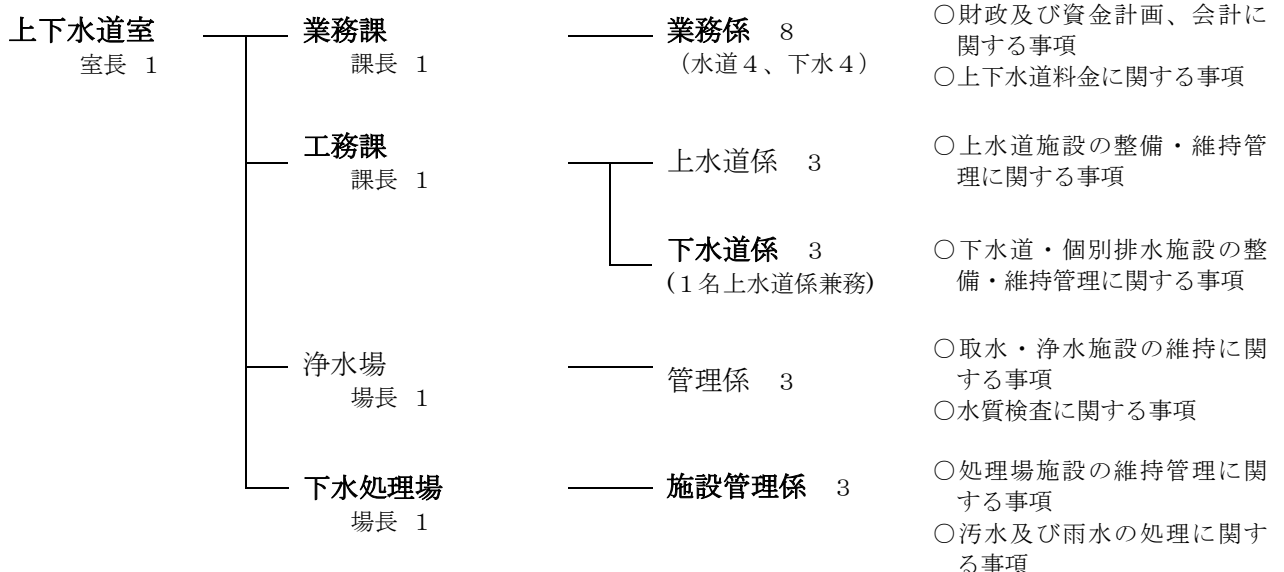 上下水道室
室長 1
業務課
課長 1
業務係 8
(水道4、下水4)
○財政及び資金計画、会計に
関する事項
○上下水道料金に関する事項
工務課
課長 1
上水道係 3
○上水道施設の整備・維持管
理に関する事項
下水道係 3
(1名上水道係兼務)
○下水道・個別排水施設の整
備・維持管理に関する事項
浄水場
場長 1
管理係 3
○取水・浄水施設の維持に関
する事項
○水質検査に関する事項
下水処理場
場長 1
施設管理係 3
○処理場施設の維持管理に関
する事項
○汚水及び雨水の処理に関す
る事項